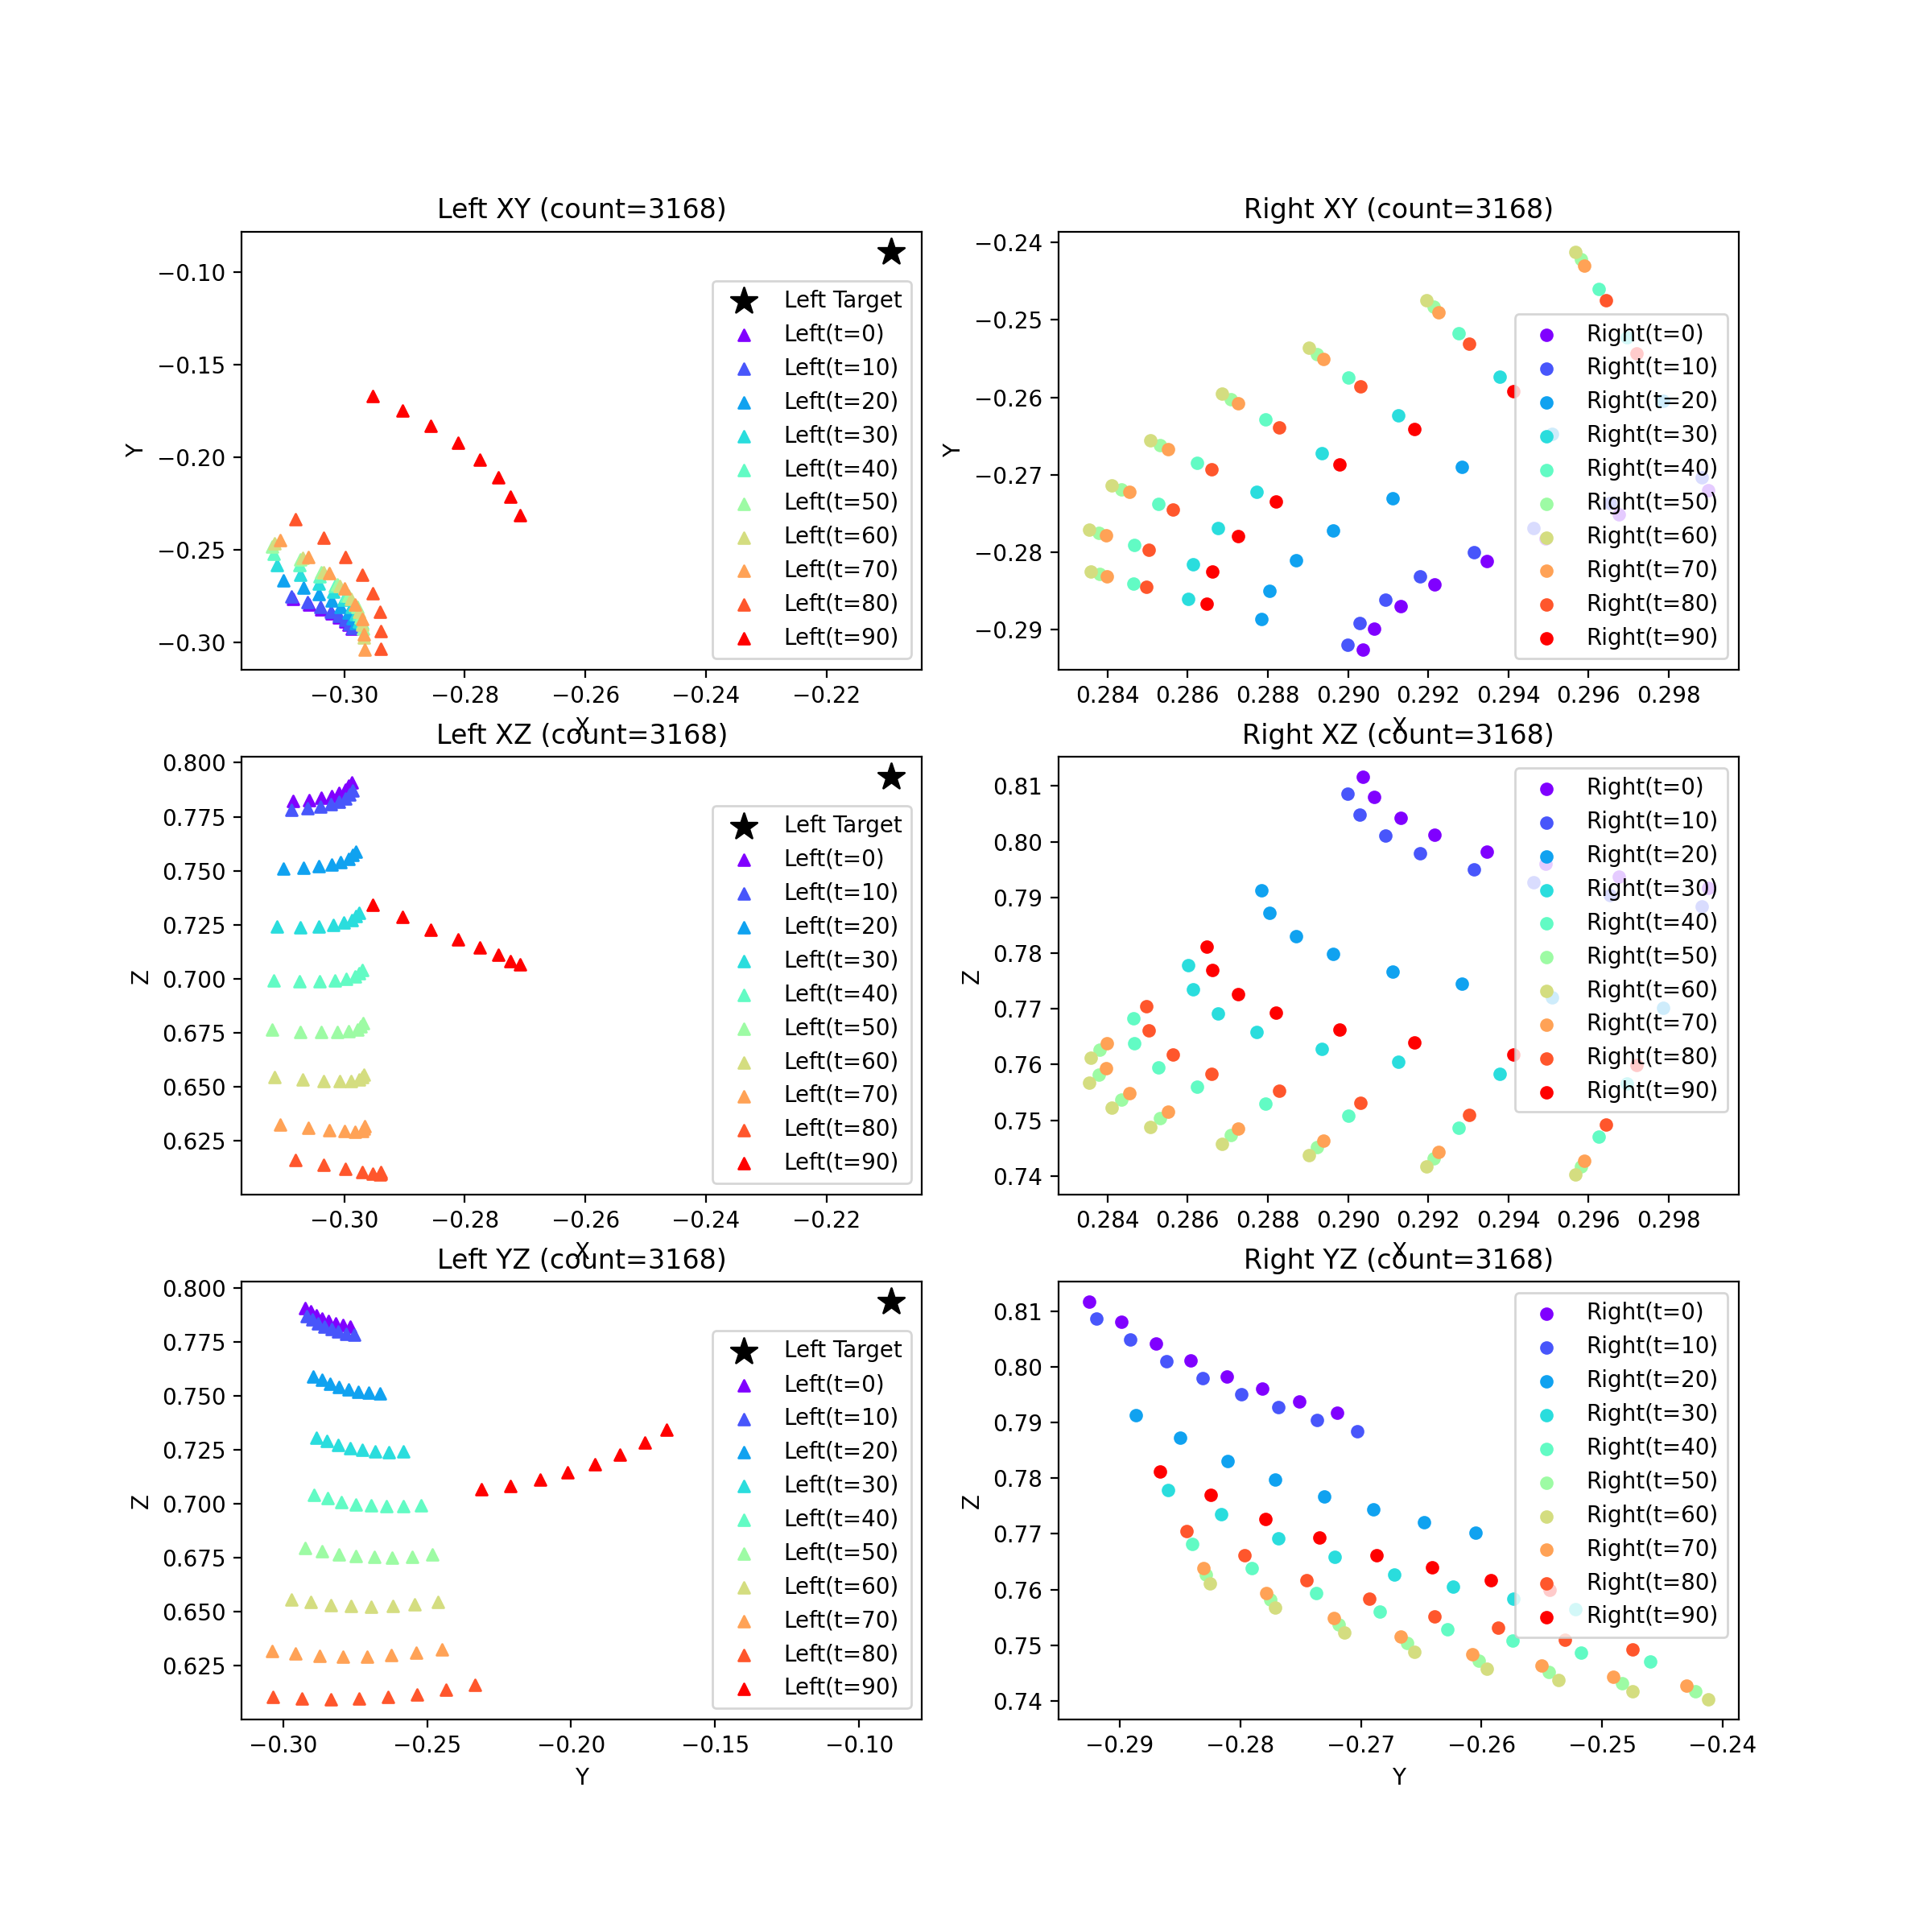 Left XY (count=3168)
−0.10
−0.15
−0.20
−0.25
−0.30
Y
Left Target
Left(t=0)
Left(t=10)
Left(t=20)
Left(t=30)
Left(t=40)
Left(t=50)
Left(t=60)
Left(t=70)
Left(t=80)
Left(t=90)
−0.30 −0.28 −0.26 −0.24 −0.22
X
Right XY (count=3168)
−0.24
−0.25
−0.26
−0.27
−0.28
−0.29
Y
Right(t=0)
Right(t=10)
Right(t=20)
Right(t=30)
Right(t=40)
Right(t=50)
Right(t=60)
Right(t=70)
Right(t=80)
Right(t=90)
0.284 0.286 0.288 0.290 0.292 0.294 0.296 0.298
X
Left XZ (count=3168)
0.800
0.775
0.750
0.725
0.700
0.675
0.650
0.625
Z
Left Target
Left(t=0)
Left(t=10)
Left(t=20)
Left(t=30)
Left(t=40)
Left(t=50)
Left(t=60)
Left(t=70)
Left(t=80)
Left(t=90)
−0.30 −0.28 −0.26 −0.24 −0.22
X
Right XZ (count=3168)
0.81
0.80
0.79
0.78
0.77
0.76
0.75
0.74
Z
Right(t=0)
Right(t=10)
Right(t=20)
Right(t=30)
Right(t=40)
Right(t=50)
Right(t=60)
Right(t=70)
Right(t=80)
Right(t=90)
0.284 0.286 0.288 0.290 0.292 0.294 0.296 0.298
X
Left YZ (count=3168)
0.800
0.775
0.750
0.725
0.700
0.675
0.650
0.625
Z
Left Target
Left(t=0)
Left(t=10)
Left(t=20)
Left(t=30)
Left(t=40)
Left(t=50)
Left(t=60)
Left(t=70)
Left(t=80)
Left(t=90)
−0.30 −0.25 −0.20 −0.15 −0.10
Y
Right YZ (count=3168)
0.81
0.80
0.79
0.78
0.77
0.76
0.75
0.74
Z
Right(t=0)
Right(t=10)
Right(t=20)
Right(t=30)
Right(t=40)
Right(t=50)
Right(t=60)
Right(t=70)
Right(t=80)
Right(t=90)
−0.29 −0.28 −0.27 −0.26 −0.25 −0.24
Y